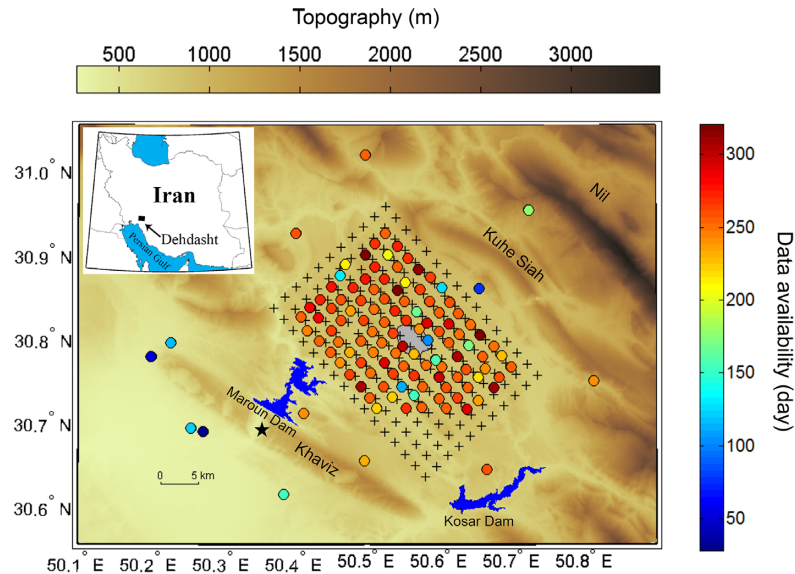 Topography (m)
500 1000 1500 2000 2500 3000
31.0° N
30.9° N
30.8° N
30.7° N
30.6° N
Iran
Dehdasht
Persian Gulf
Nil
Kuhe Siah
Maroun Dam
Khaviz
0 5 km
Kosar Dam
50.1° E 50.2° E 50.3° E 50.4° E 50.5° E 50.6° E 50.7° E 50.8° E
300
250
200
150
100
50
Data availability (day)